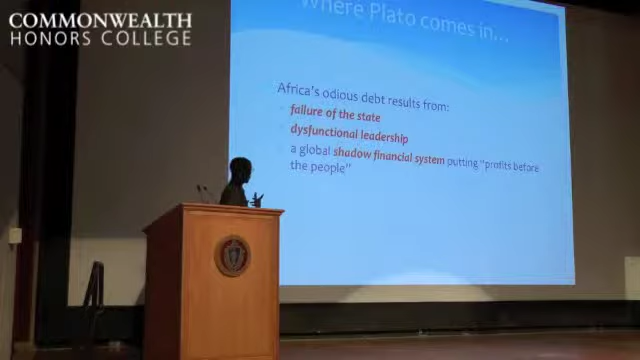 COMMONWEALTH
HONORS COLLEGE
Where Plato comes in...
Africa's odious debt results from:
failure of the state
dysfunctional leadership
a global shadow financial system putting "profits before
the people"